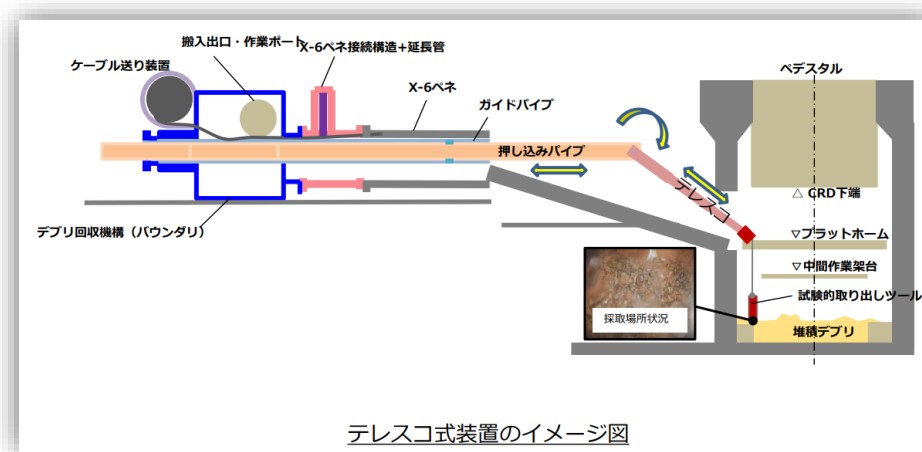 搬入出口・作業ポート
X-6ペネ接続構造+延長管
ケーブル送り装置
X-6ペネ
ガイドパイプ
ペデスタル
押し込みパイプ
テレスコ
△ CRD下端
▽プラットホーム
デブリ回収機構（バウンダリ）
▽中間作業架台
試験的取り出しツール
採取場所状況
堆積デブリ
テレスコ式装置のイメージ図